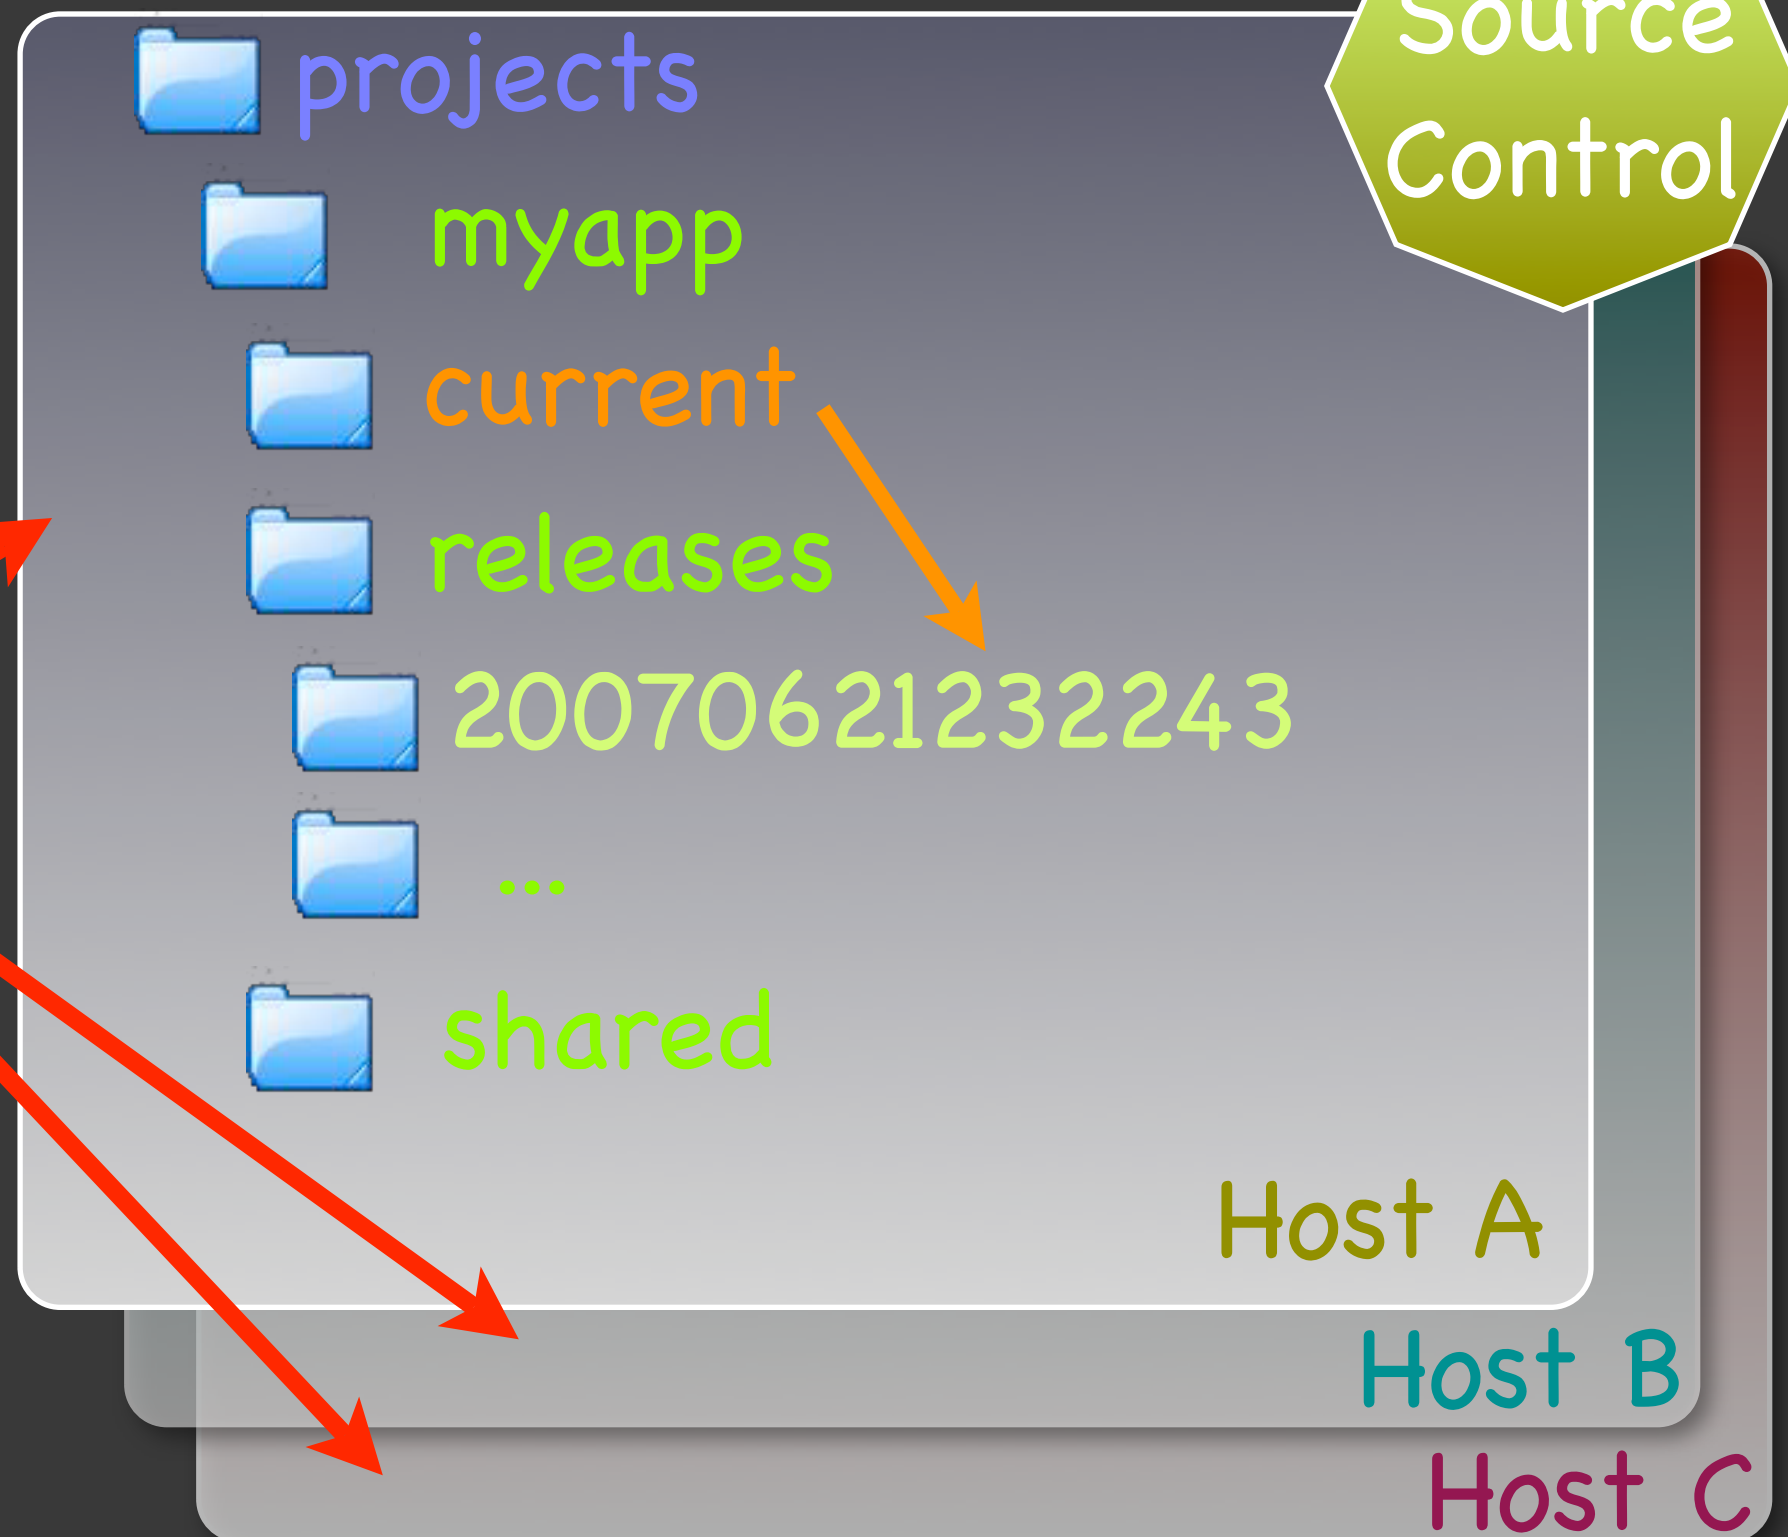 Source
Control
projects
myapp
current
releases
20070621232243
...
shared
Host A
Host B
Host C